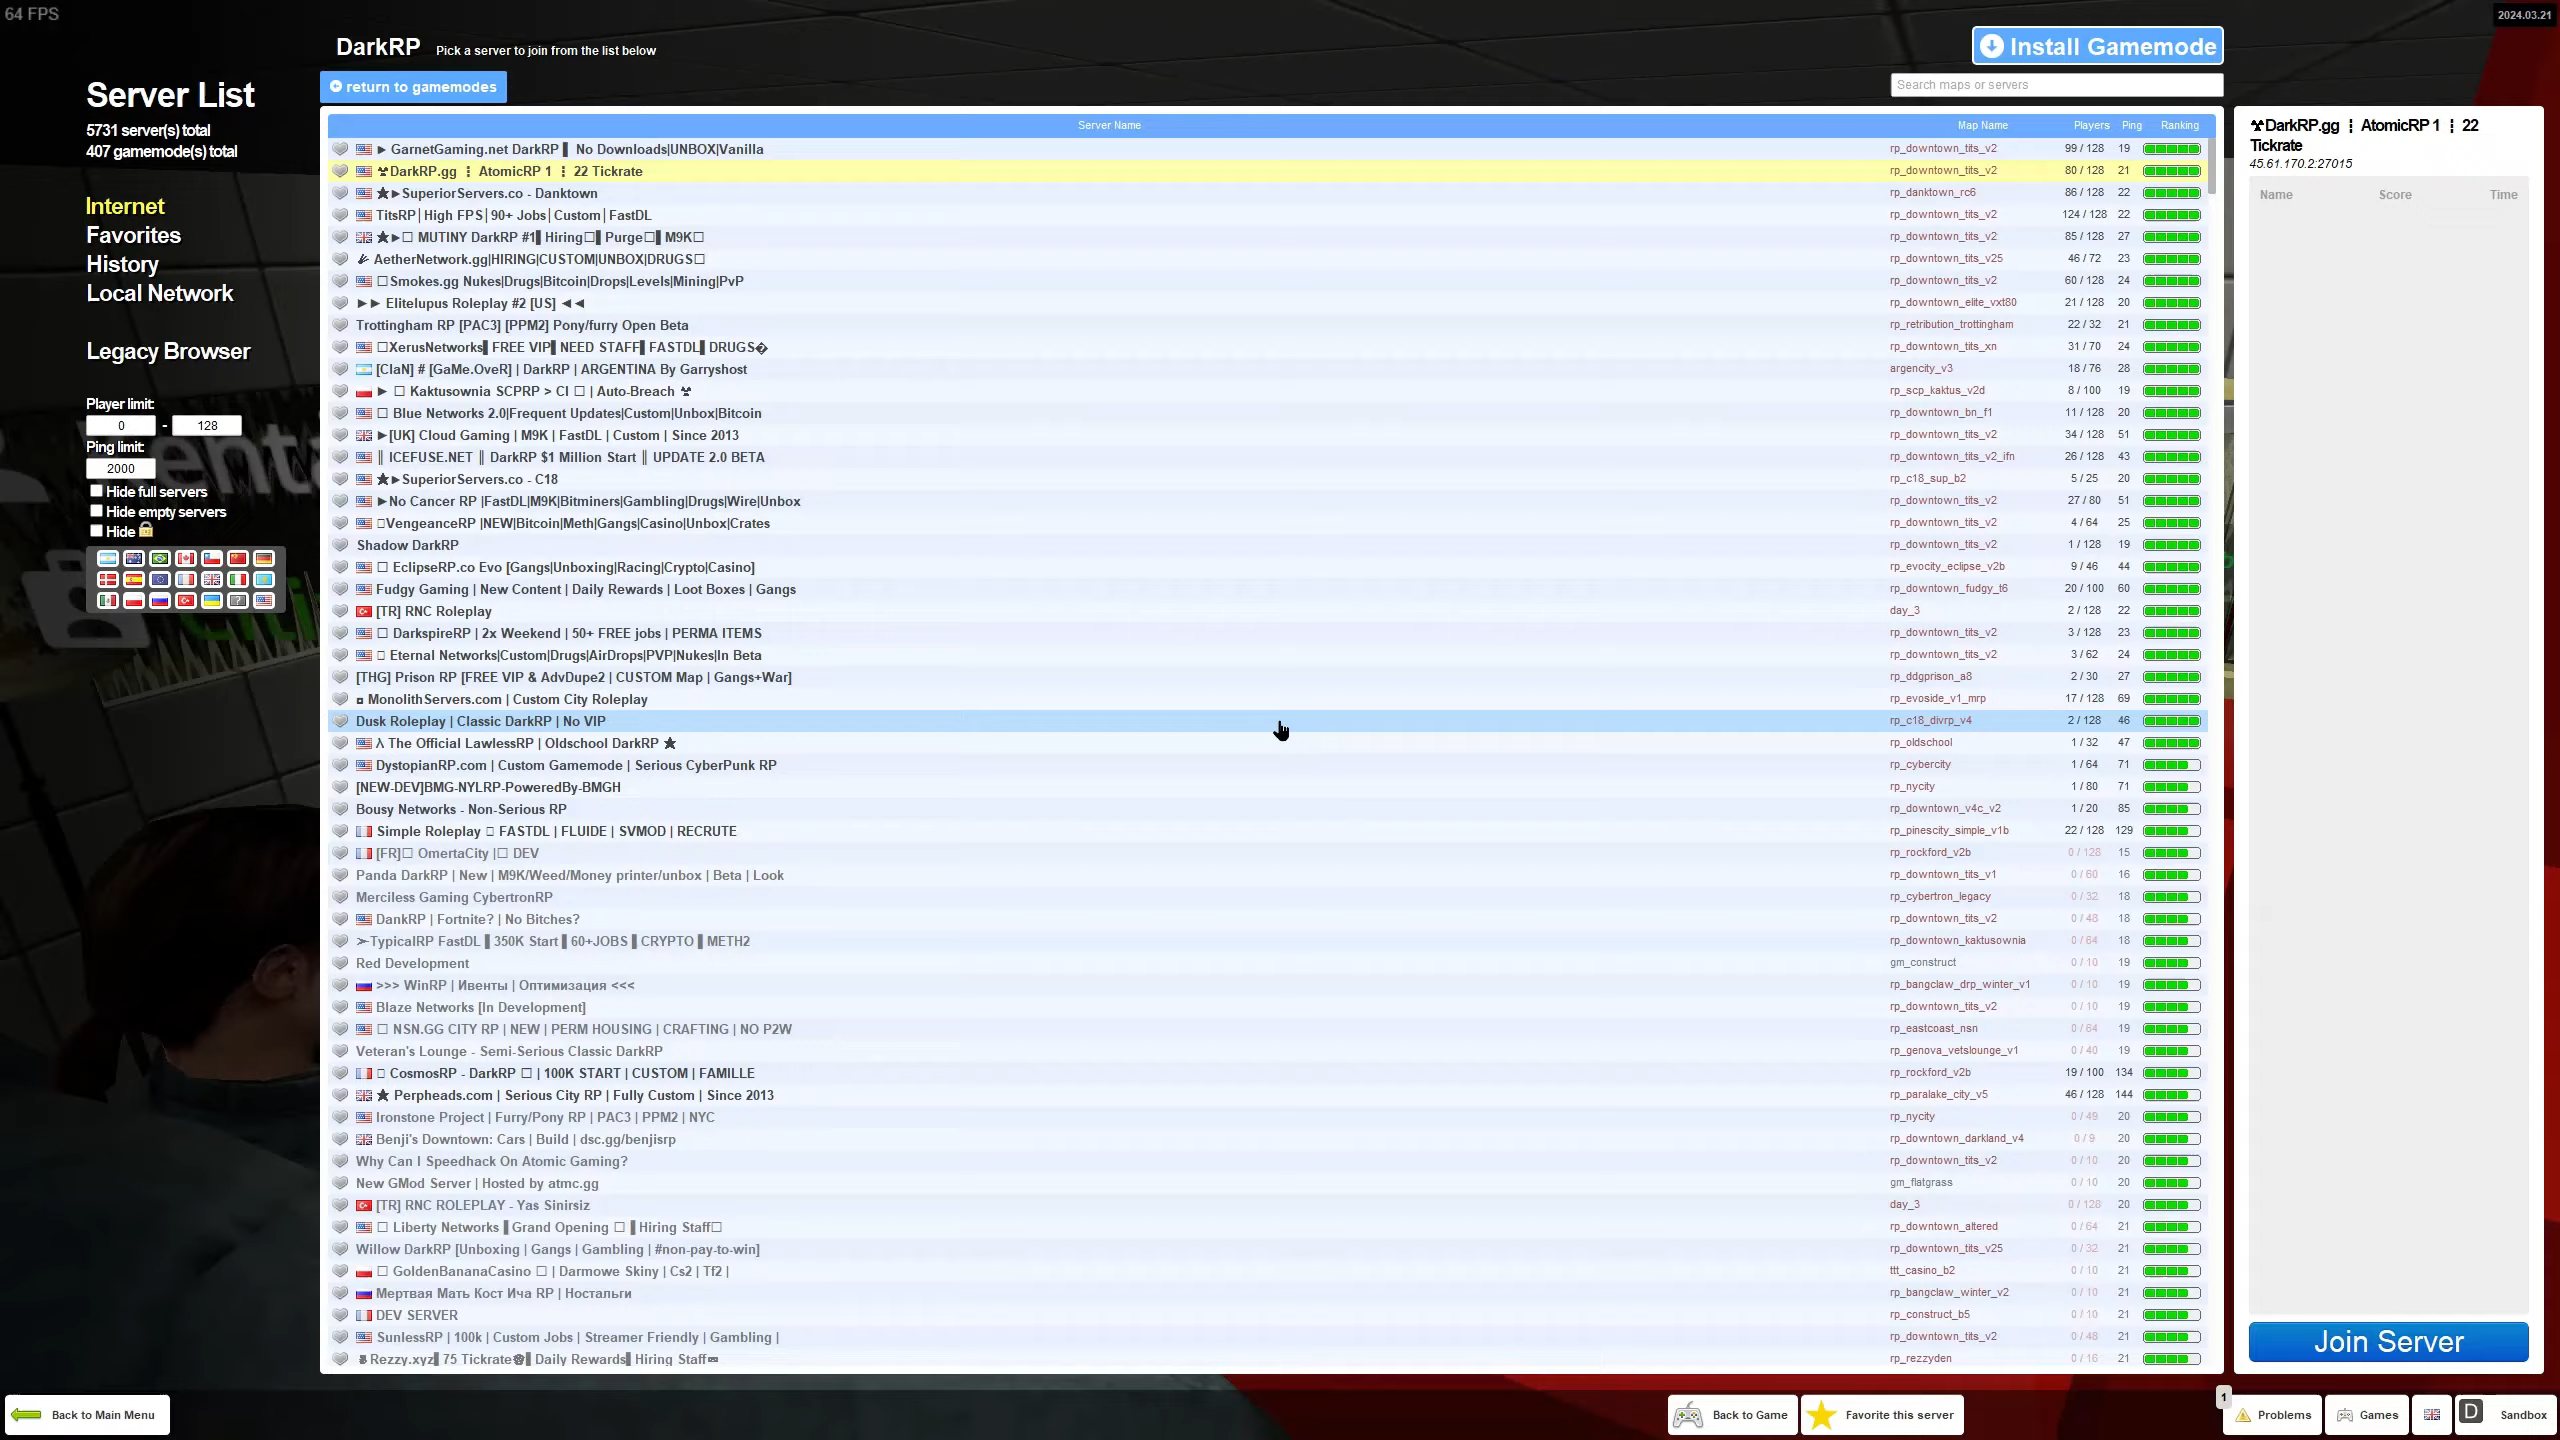 64 FPS
2024.03.21
DarkRP Pick a server to join from the list below
Install Gamemode
return to gamemodes
Search maps or servers
Server List
5731 server(s) total
407 gamemode(s) total
Internet
Favorites
History
Local Network
Legacy Browser
Player limit:
0 - 128
Ping limit:
2000
Hide full servers
Hide empty servers
Hide
Server Name Map Name Players Ping Ranking
► GarnetGaming.net DarkRP ▌ No Downloads|UNBOX|Vanilla rp_downtown_tits_v2 99 / 128 19
☢DarkRP.gg ┇ AtomicRP 1 ┇ 22 Tickrate rp_downtown_tits_v2 80 / 128 21
★►SuperiorServers.co - Danktown rp_danktown_rc6 86 / 128 22
TitsRP│High FPS│90+ Jobs│Custom│FastDL rp_downtown_tits_v2 124 / 128 22
★►□ MUTINY DarkRP #1▌Hiring□▌Purge□▌M9K□ rp_downtown_tits_v2 85 / 128 27
AetherNetwork.gg|HIRING|CUSTOM|UNBOX|DRUGS□ rp_downtown_tits_v25 46 / 72 23
□Smokes.gg Nukes|Drugs|Bitcoin|Drops|Levels|Mining|PvP rp_downtown_tits_v2 60 / 128 24
►► Elitelupus Roleplay #2 [US] ◄◄ rp_downtown_elite_vxt80 21 / 128 20
Trottingham RP [PAC3] [PPM2] Pony/furry Open Beta rp_retribution_trottingham 22 / 32 21
□XerusNetworks▌FREE VIP▌NEED STAFF▌FASTDL▌DRUGS� rp_downtown_tits_xn 31 / 70 24
[ClaN] # [GaMe.OveR] | DarkRP | ARGENTINA By Garryshost argencity_v3 18 / 76 28
► □ Kaktusownia SCPRP > CI □ | Auto-Breach ☢ rp_scp_kaktus_v2d 8 / 100 19
□ Blue Networks 2.0|Frequent Updates|Custom|Unbox|Bitcoin rp_downtown_bn_f1 11 / 128 20
►[UK] Cloud Gaming | M9K | FastDL | Custom | Since 2013 rp_downtown_tits_v2 34 / 128 51
║ ICEFUSE.NET ║ DarkRP $1 Million Start ║ UPDATE 2.0 BETA rp_downtown_tits_v2_ifn 26 / 128 43
★►SuperiorServers.co - C18 rp_c18_sup_b2 5 / 25 20
►No Cancer RP |FastDL|M9K|Bitminers|Gambling|Drugs|Wire|Unbox rp_downtown_tits_v2 27 / 80 51
□VengeanceRP |NEW|Bitcoin|Meth|Gangs|Casino|Unbox|Crates rp_downtown_tits_v2 4 / 64 25
Shadow DarkRP rp_downtown_tits_v2 1 / 128 19
□ EclipseRP.co Evo [Gangs|Unboxing|Racing|Crypto|Casino] rp_evocity_eclipse_v2b 9 / 46 44
Fudgy Gaming | New Content | Daily Rewards | Loot Boxes | Gangs rp_downtown_fudgy_t6 20 / 100 60
[TR] RNC Roleplay day_3 2 / 128 22
□ DarkspireRP | 2x Weekend | 50+ FREE jobs | PERMA ITEMS rp_downtown_tits_v2 3 / 128 23
□ Eternal Networks|Custom|Drugs|AirDrops|PVP|Nukes|In Beta rp_downtown_tits_v2 3 / 62 24
[THG] Prison RP [FREE VIP & AdvDupe2 | CUSTOM Map | Gangs+War] rp_ddgprison_a8 2 / 30 27
MonolithServers.com | Custom City Roleplay rp_evoside_v1_mrp 17 / 128 69
Dusk Roleplay | Classic DarkRP | No VIP rp_c18_divrp_v4 2 / 128 46
λ The Official LawlessRP | Oldschool DarkRP ★ rp_oldschool 1 / 32 47
DystopianRP.com | Custom Gamemode | Serious CyberPunk RP rp_cybercity 1 / 64 71
[NEW-DEV]BMG-NYLRP-PoweredBy-BMGH rp_nycity 1 / 80 71
Bousy Networks - Non-Serious RP rp_downtown_v4c_v2 1 / 20 85
Simple Roleplay □ FASTDL | FLUIDE | SVMOD | RECRUTE rp_pinescity_simple_v1b 22 / 128 129
[FR]□ OmertaCity |□ DEV rp_rockford_v2b 0 / 128 15
Panda DarkRP | New | M9K/Weed/Money printer/unbox | Beta | Look rp_downtown_tits_v1 0 / 60 16
Merciless Gaming CybertronRP rp_cybertron_legacy 0 / 32 18
DankRP | Fortnite? | No Bitches? rp_downtown_tits_v2 0 / 48 18
➣TypicalRP FastDL ▌350K Start ▌60+JOBS ▌CRYPTO ▌METH2 rp_downtown_kaktusownia 0 / 64 18
Red Development gm_construct 0 / 10 19
>>> WinRP | Ивенты | Оптимизация <<< rp_bangclaw_drp_winter_v1 0 / 10 19
Blaze Networks [In Development] rp_downtown_tits_v2 0 / 10 19
□ NSN.GG CITY RP | NEW | PERM HOUSING | CRAFTING | NO P2W rp_eastcoast_nsn 0 / 64 19
Veteran's Lounge - Semi-Serious Classic DarkRP rp_genova_vetslounge_v1 0 / 40 19
□ CosmosRP - DarkRP □ | 100K START | CUSTOM | FAMILLE rp_rockford_v2b 19 / 100 134
★ Perpheads.com | Serious City RP | Fully Custom | Since 2013 rp_paralake_city_v5 46 / 128 144
Ironstone Project | Furry/Pony RP | PAC3 | PPM2 | NYC rp_nycity 0 / 49 20
Benji's Downtown: Cars | Build | dsc.gg/benjisrp rp_downtown_darkland_v4 0 / 9 20
Why Can I Speedhack On Atomic Gaming? rp_downtown_tits_v2 0 / 10 20
New GMod Server | Hosted by atmc.gg gm_flatgrass 0 / 10 20
[TR] RNC ROLEPLAY - Yas Sinirsiz day_3 0 / 128 20
□ Liberty Networks ▌Grand Opening □ ▌Hiring Staff□ rp_downtown_altered 0 / 64 21
Willow DarkRP [Unboxing | Gangs | Gambling | #non-pay-to-win] rp_downtown_tits_v25 0 / 32 21
□ GoldenBananaCasino □ | Darmowe Skiny | Cs2 | Tf2 | ttt_casino_b2 0 / 10 21
Мертвая Мать Кост Ича RP | Ностальги rp_bangclaw_winter_v2 0 / 10 21
DEV SERVER rp_construct_b5 0 / 10 21
SunlessRP | 100k | Custom Jobs | Streamer Friendly | Gambling | rp_downtown_tits_v2 0 / 48 21
Rezzy.xyz▌75 Tickrate▌Daily Rewards▌Hiring Staff rp_rezzyden 0 / 16 21
☢DarkRP.gg ┇ AtomicRP 1 ┇ 22
Tickrate
45.61.170.2:27015
Name Score Time
Join Server
Back to Main Menu
Back to Game
Favorite this server
1
Problems
Games
D Sandbox